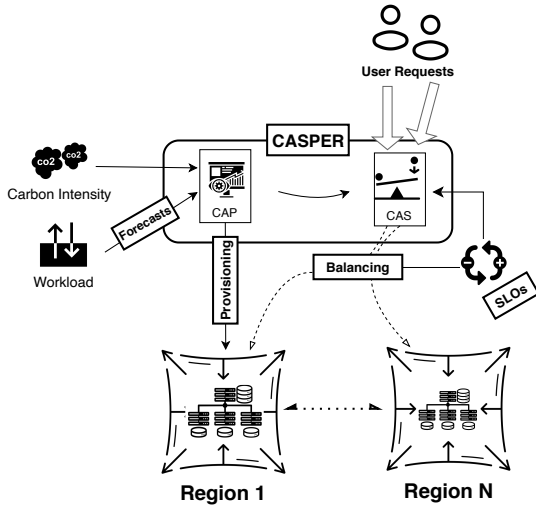 User Requests
CASPER
co2
co2
Carbon Intensity
CAP
CAS
Forecasts
Workload
Provisioning
Balancing
SLOs
Region 1
Region N